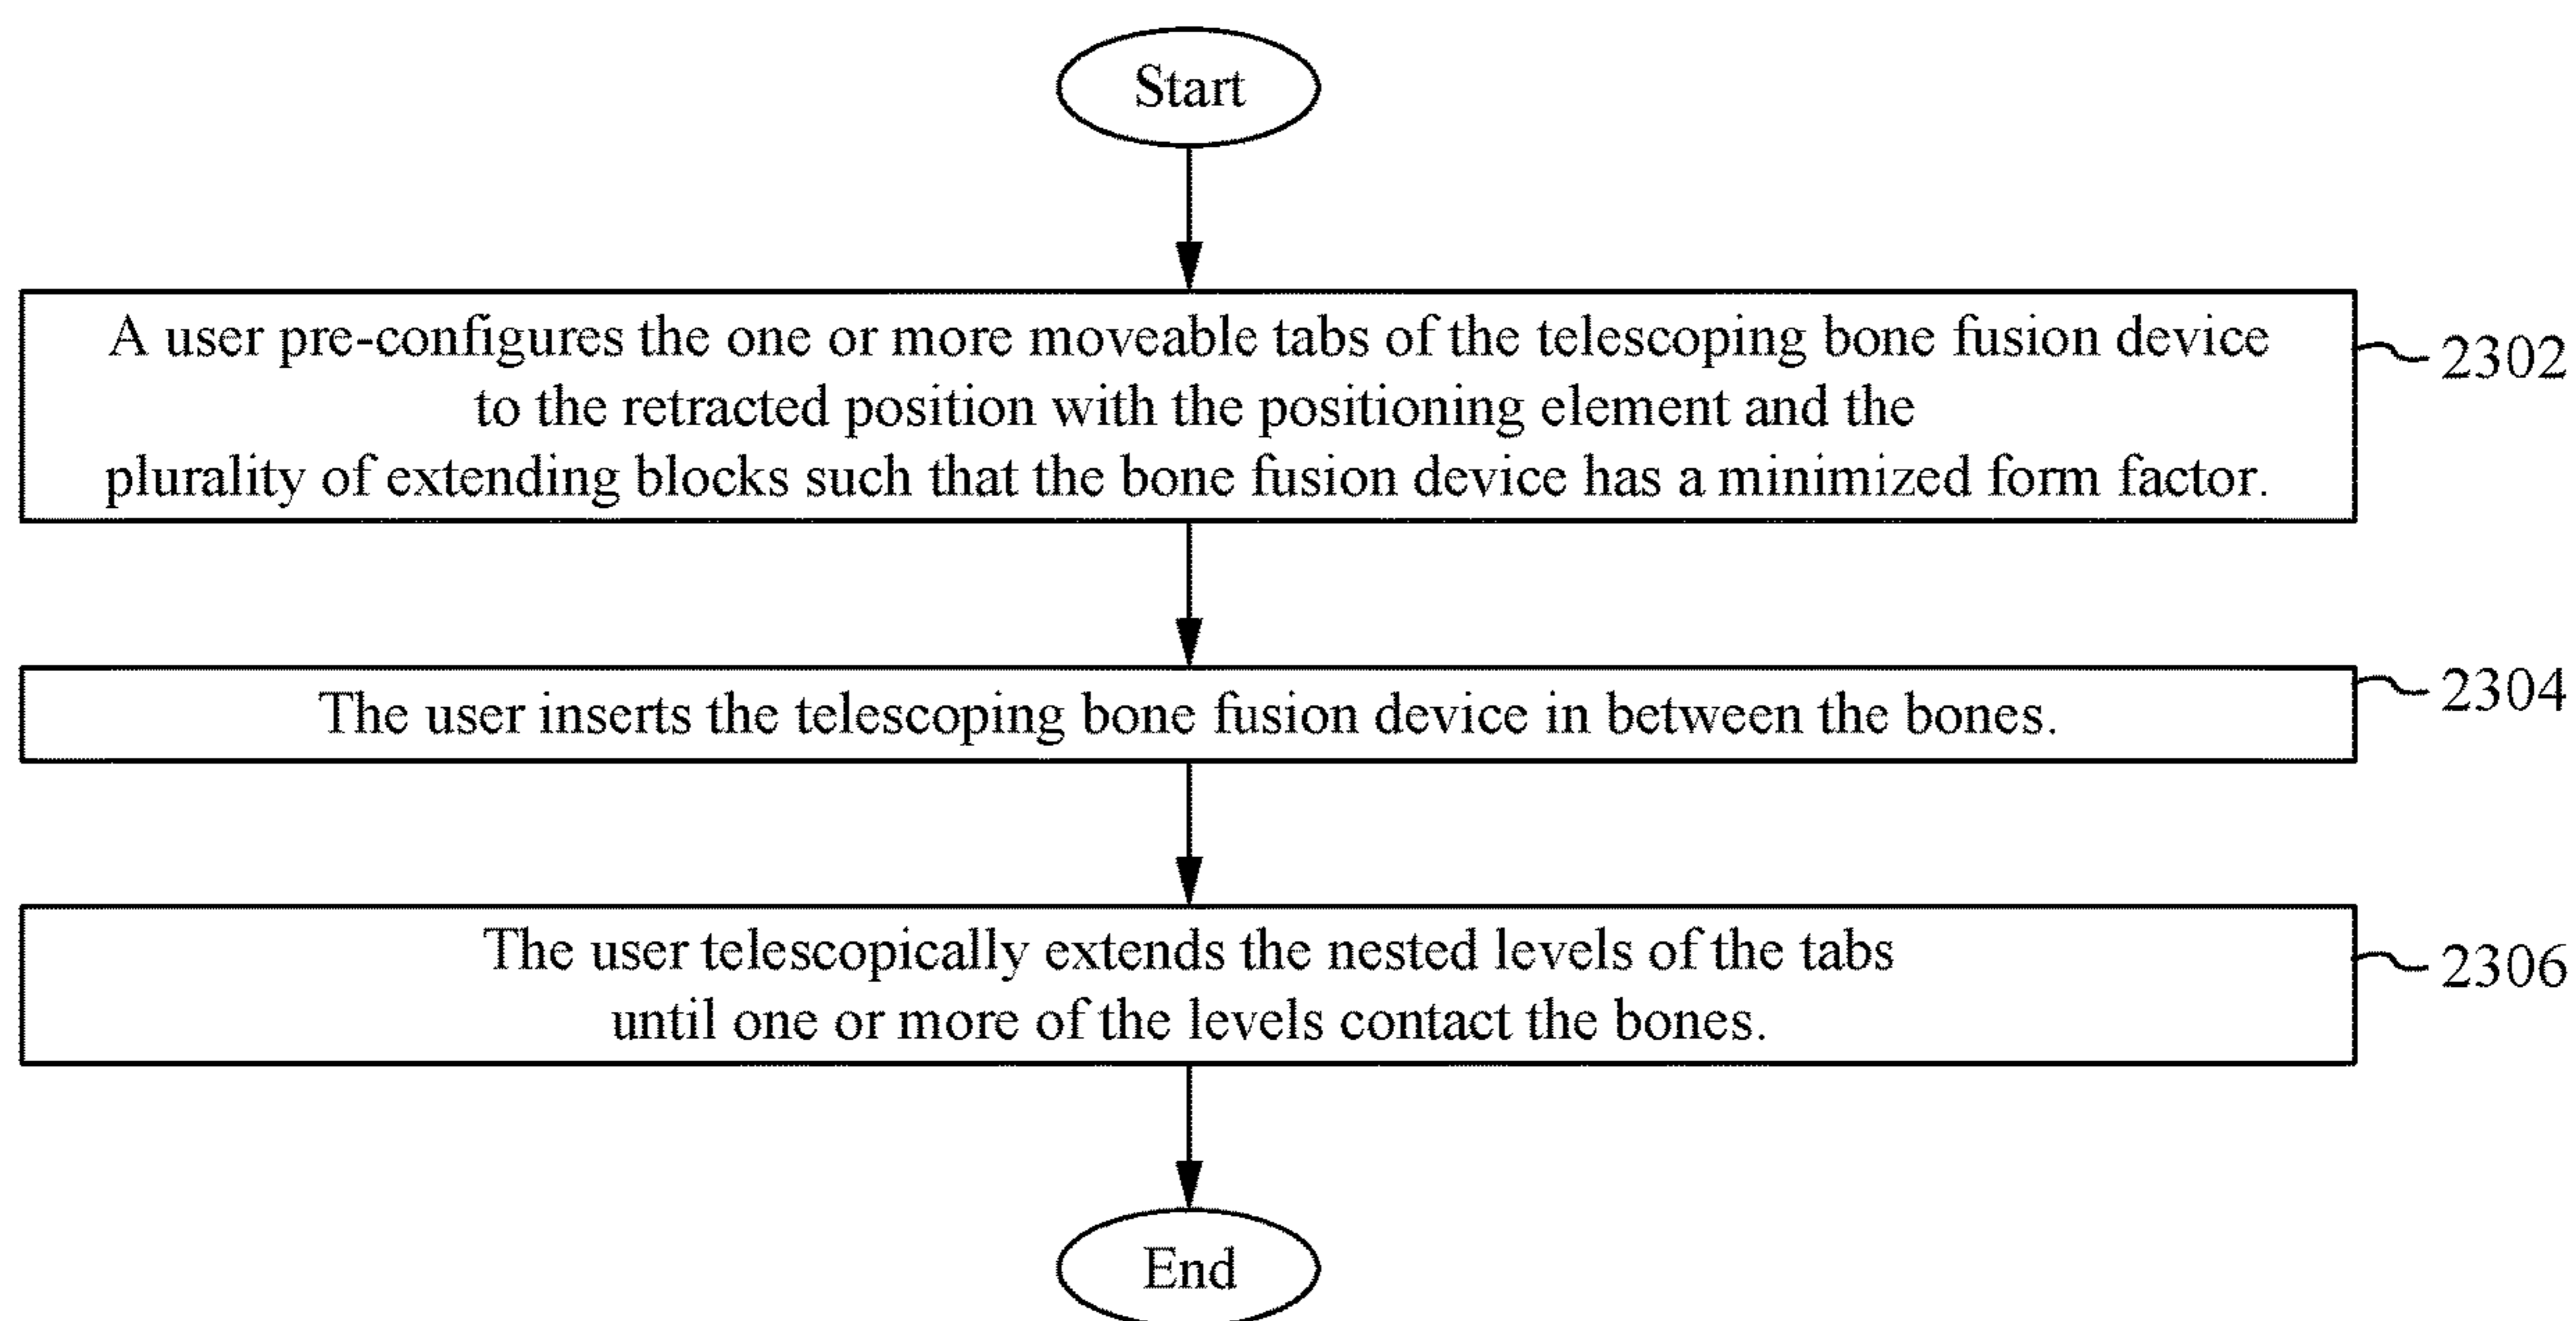 Start
A user pre-configures the one or more moveable tabs of the telescoping bone fusion device
to the retracted position with the positioning element and the
plurality of extending blocks such that the bone fusion device has a minimized form factor.
2302
The user inserts the telescoping bone fusion device in between the bones.
2304
The user telescopically extends the nested levels of the tabs
until one or more of the levels contact the bones.
2306
End